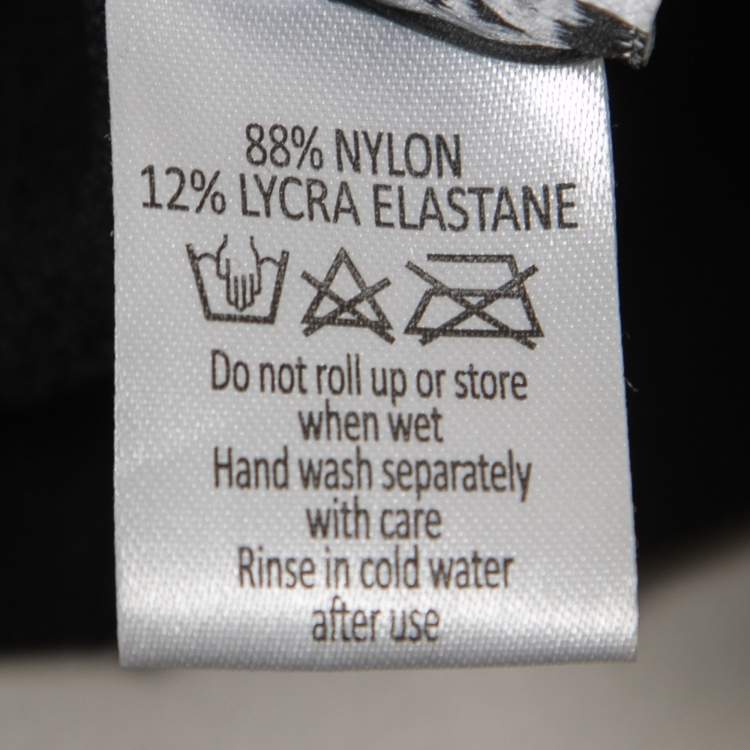 88% NYLON
12% LYCRA ELASTANE
Do not roll up or store
when wet
Hand wash separately
with care
Rinse in cold water
after use